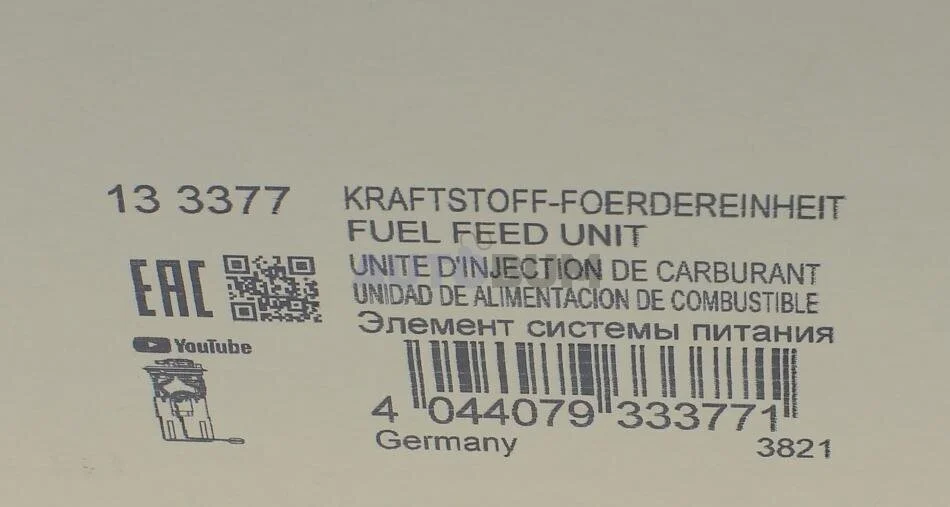 13 3377
KRAFTSTOFF-FOERDEREINHEIT
FUEL FEED UNIT
UNITE D'INJECTION DE CARBURANT
UNIDAD DE ALIMENTACION DE COMBUSTIBLE
Элемент системы питания
EAC
YouTube
4 044079 333771
Germany
3821